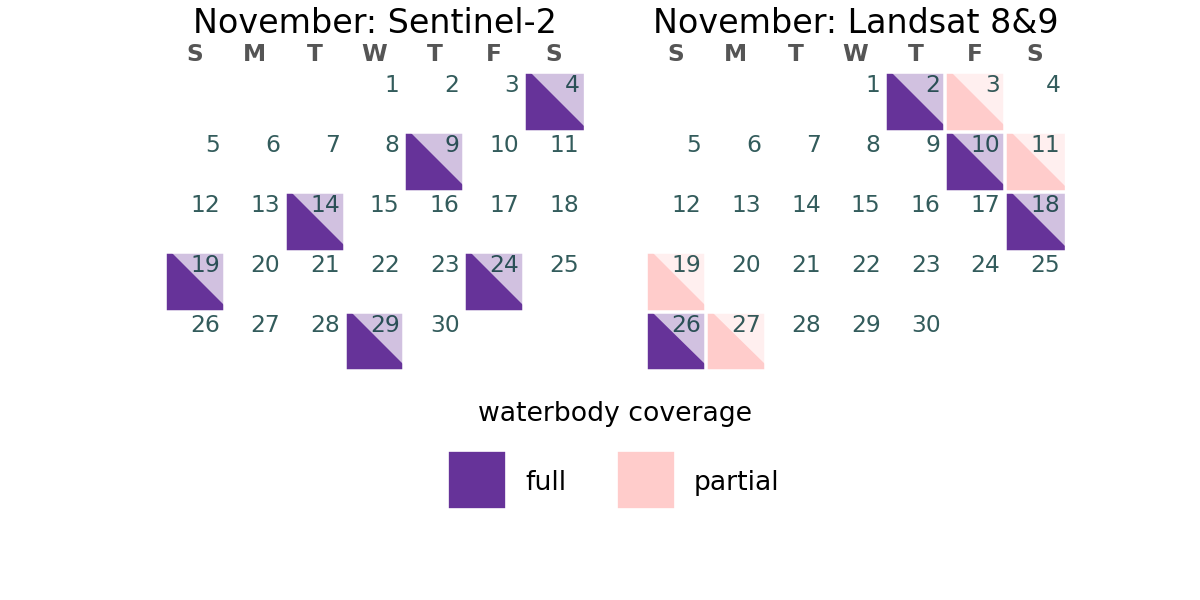 November: Sentinel-2
S M T W T F S
1 2 3 4
5 6 7 8 9 10 11
12 13 14 15 16 17 18
19 20 21 22 23 24 25
26 27 28 29 30
November: Landsat 8&9
S M T W T F S
1 2 3 4
5 6 7 8 9 10 11
12 13 14 15 16 17 18
19 20 21 22 23 24 25
26 27 28 29 30
waterbody coverage
full partial